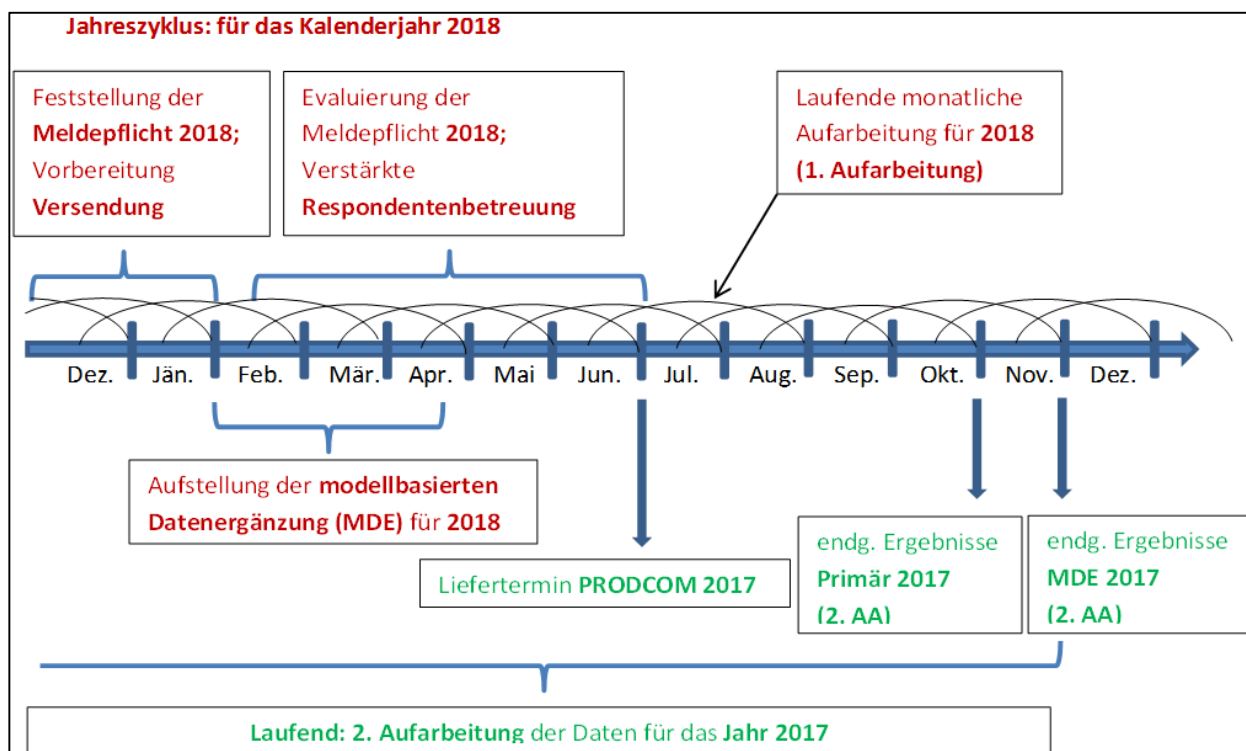 Jahreszyklus: für das Kalenderjahr 2018
Feststellung der
Meldepflicht 2018;
Vorbereitung
Versendung
Evaluierung der
Meldepflicht 2018;
Verstärkte
Respondentenbetreuung
Laufende monatliche
Aufarbeitung für 2018
(1. Aufarbeitung)
Dez. Jän. Feb. Mär. Apr. Mai Jun. Jul. Aug. Sep. Okt. Nov. Dez.
Aufstellung der modellbasierten
Datenergänzung (MDE) für 2018
Liefertermin PRODCOM 2017
endg. Ergebnisse
Primär 2017
(2. AA)
endg. Ergebnisse
MDE 2017
(2. AA)
Laufend: 2. Aufarbeitung der Daten für das Jahr 2017